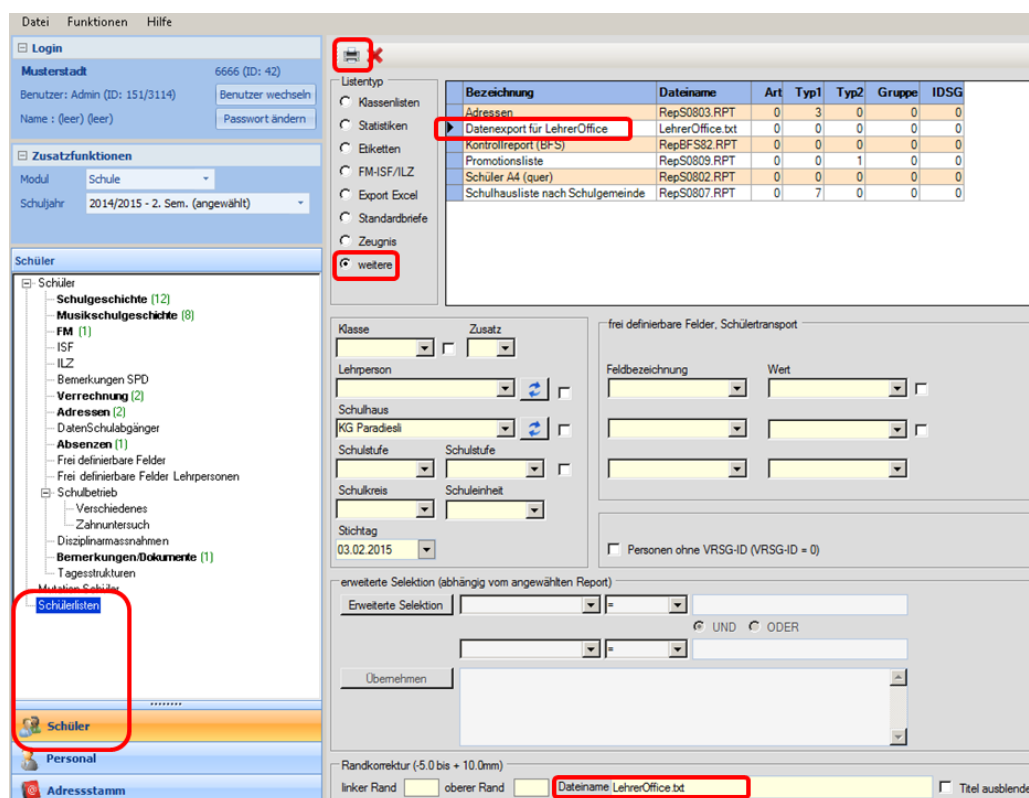 Datei Funktionen Hilfe
Login
Musterstadt 6666 (ID: 42)
Benutzer: Admin (ID: 151/3114) Benutzer wechseln
Name : (leer) (leer) Passwort ändern
Zusatzfunktionen
Modul Schule
Schuljahr 2014/2015 - 2. Sem. (angewählt)
Schüler
Schüler
Schulgeschichte (12)
Musikschulgeschichte (8)
FM (1)
ISF
ILZ
Bemerkungen SPD
Verrechnung (2)
Adressen (2)
DatenSchulabgänger
Absenzen (1)
Frei definierbare Felder
Frei definierbare Felder Lehrpersonen
Schulbetrieb
Verschiedenes
Zahnuntersuch
Disziplinarmassnahmen
Bemerkungen/Dokumente (1)
Tagesstrukturen
Mutation Schüler
Schülerlisten
Schüler
Personal
Adressstamm
Listentyp
Klassenlisten
Statistiken
Etiketten
FM-ISF/ILZ
Export Excel
Standardbriefe
Zeugnis
weitere
Bezeichnung Dateiname Art Typ1 Typ2 Gruppe IDSG
Adressen RepS0803.RPT 0 3 0 0 0
Datenexport für LehrerOffice LehrerOffice.txt 0 0 0 0 0
Kontrollreport (BFS) RepBFS82.RPT 0 0 0 0 0
Promotionsliste RepS0809.RPT 0 0 1 0 0
Schüler A4 (quer) RepS0802.RPT 0 0 0 0 0
Schulhausliste nach Schulgemeinde RepS0807.RPT 0 7 0 0 0
Klasse Zusatz
Lehrperson
Schulhaus
KG Paradiesli
Schulstufe Schulstufe
Schulkreis Schuleinheit
Stichtag
03.02.2015
frei definierbare Felder, Schülertransport
Feldbezeichnung Wert
Personen ohne VRSG-ID (VRSG-ID = 0)
erweiterte Selektion (abhängig vom angewählten Report)
Erweiterte Selektion =
UND ODER
=
Übernehmen
Randkorrektur (-5.0 bis + 10.0mm)
linker Rand oberer Rand Dateiname LehrerOffice.txt Titel ausblende